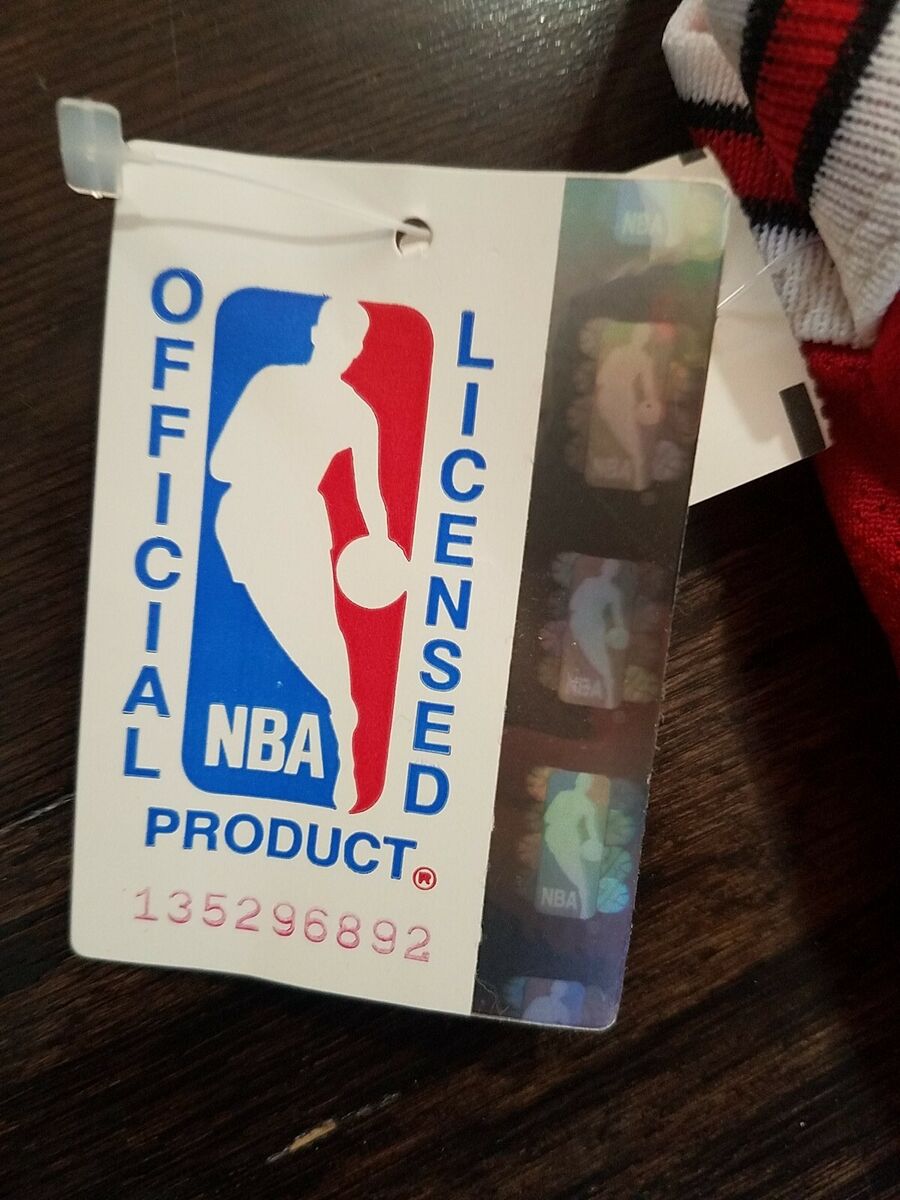 OFFICIAL
LICENSED
NBA
PRODUCT®
135296892
NBA
NBA
NBA
NBA